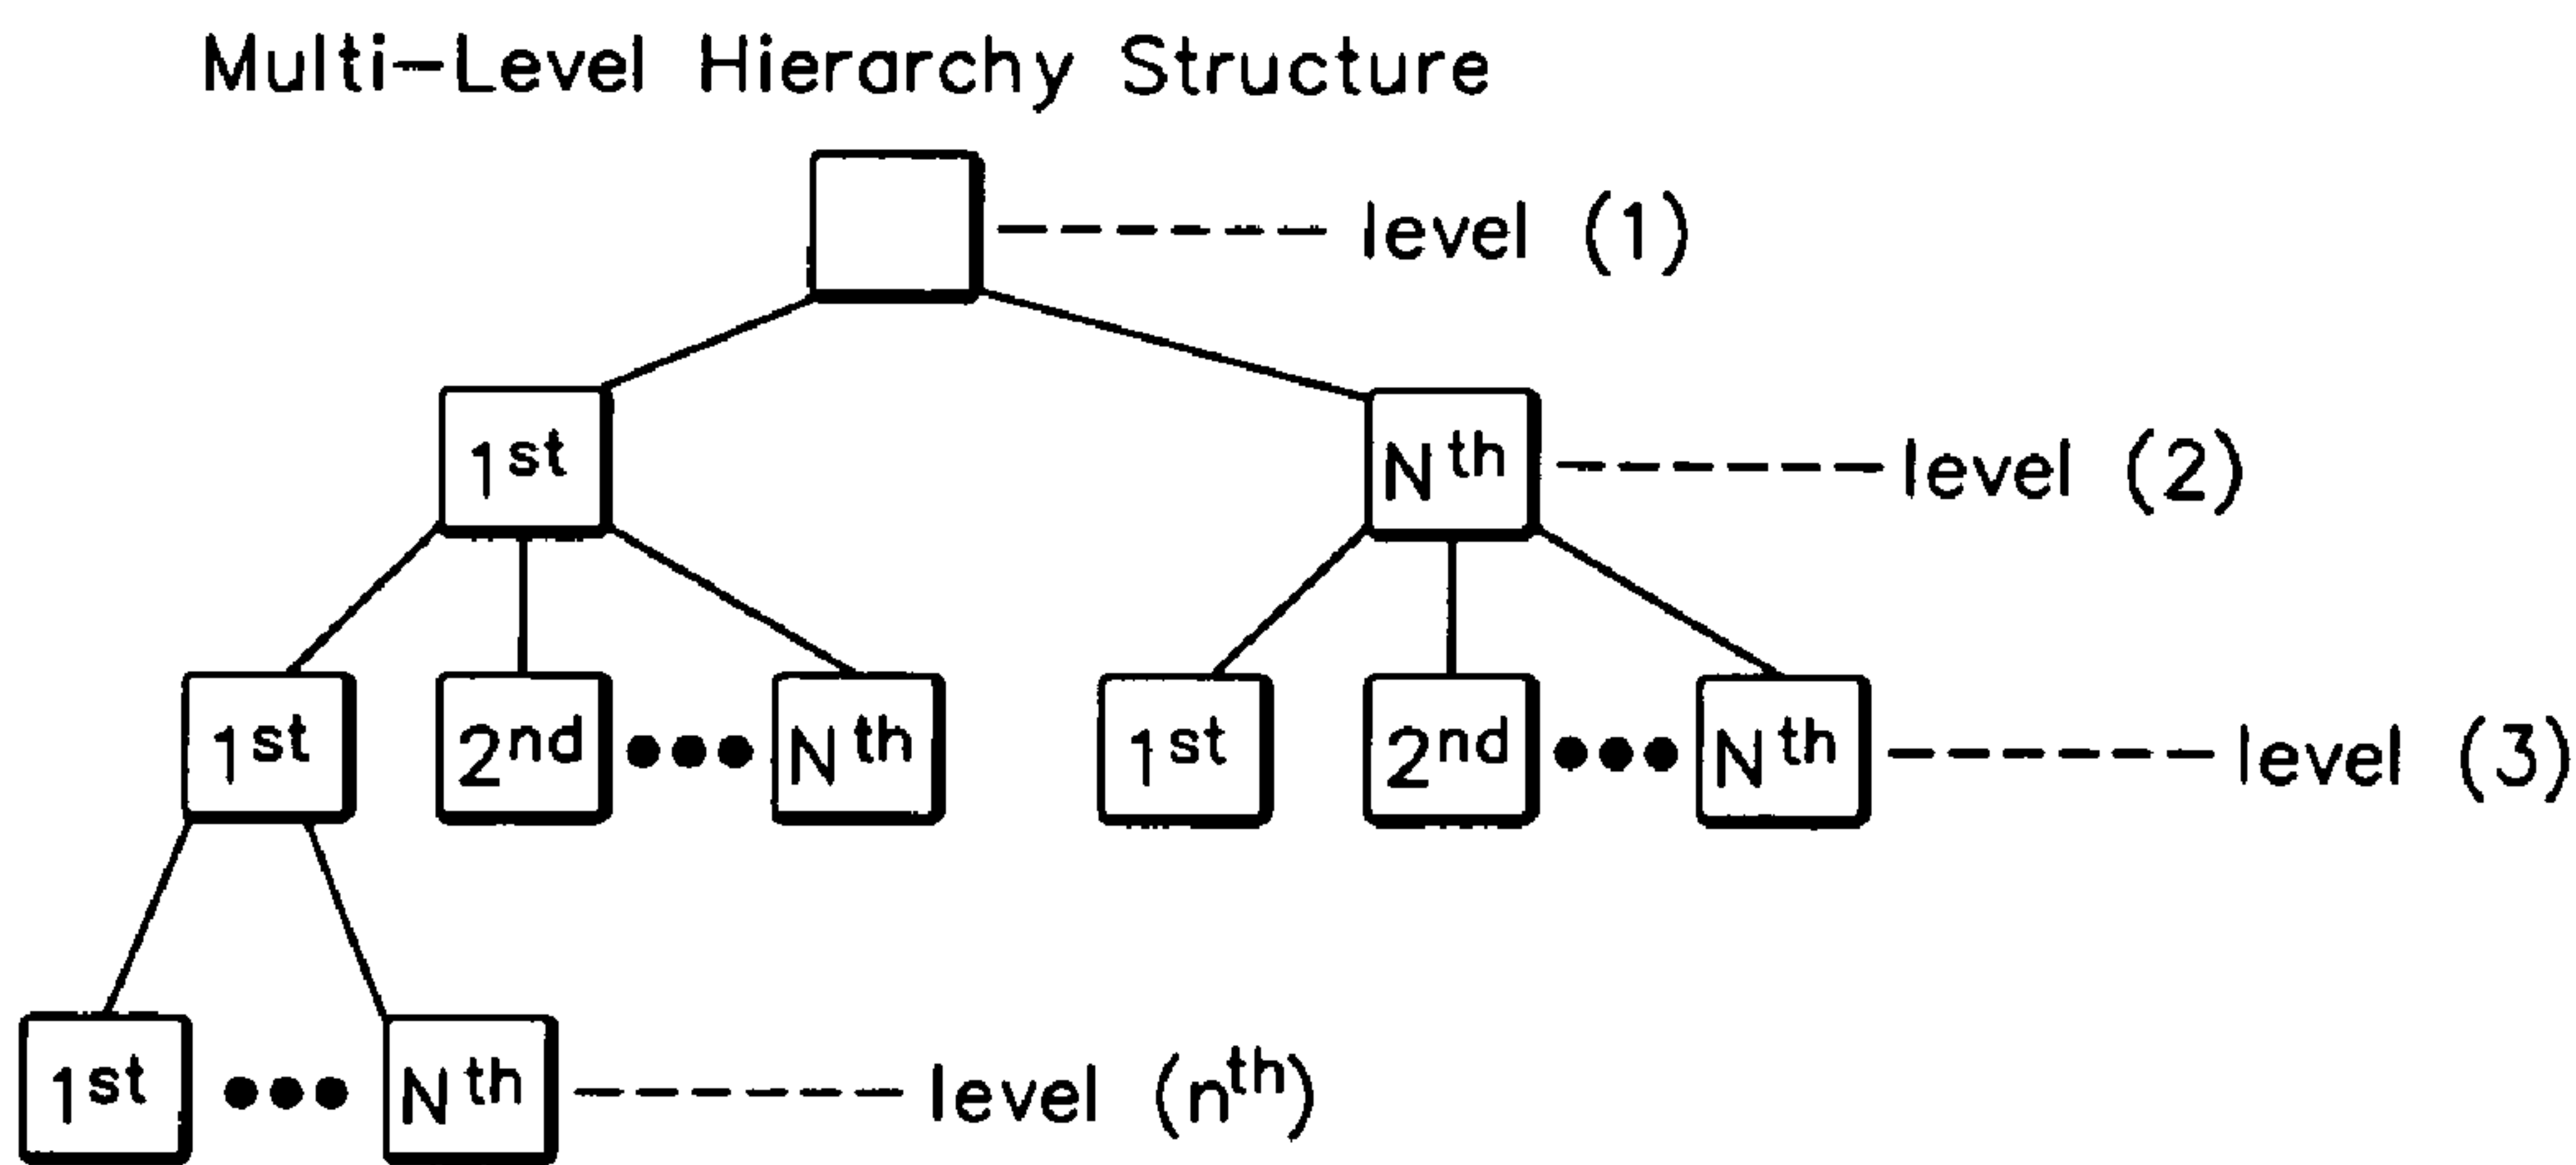 Multi-Level Hierarchy Structure
level (1)
1st Nth level (2)
1st 2nd ●●● Nth 1st 2nd ●●● Nth level (3)
1st ●●● Nth level (nth)